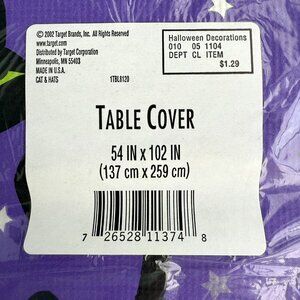 © 2002 Target Brands, Inc. All Rights Reserved
www.target.com
Distributed by Target Corporation
Minneapolis, MN 55403
MADE IN U.S.A.
CAT & HATS 1TBL8120
Halloween Decorations
010 05 1104
DEPT CL ITEM
$1.29
TABLE COVER
54 IN x 102 IN
(137 cm x 259 cm)
7 26528 11374 8